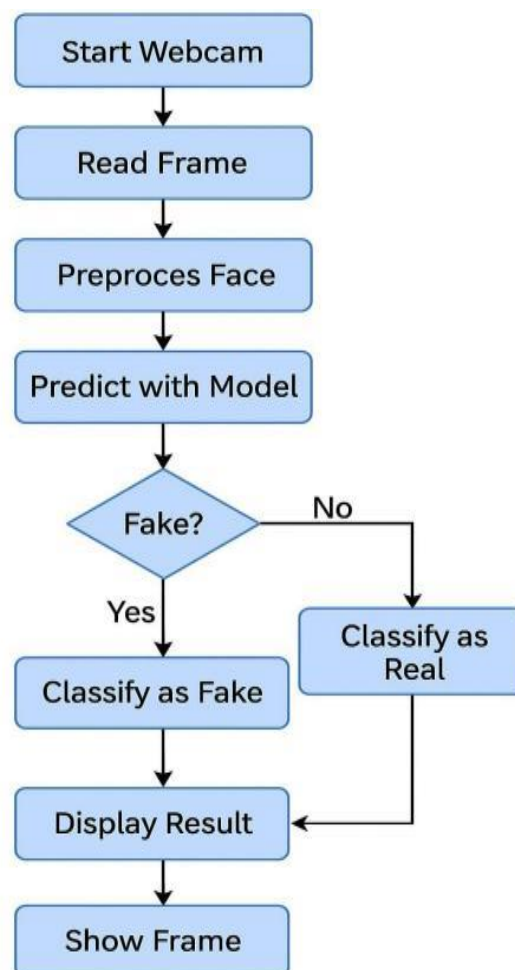 Start Webcam
Read Frame
Preproces Face
Predict with Model
Fake?
No
Yes
Classify as
Real
Classify as Fake
Display Result
Show Frame